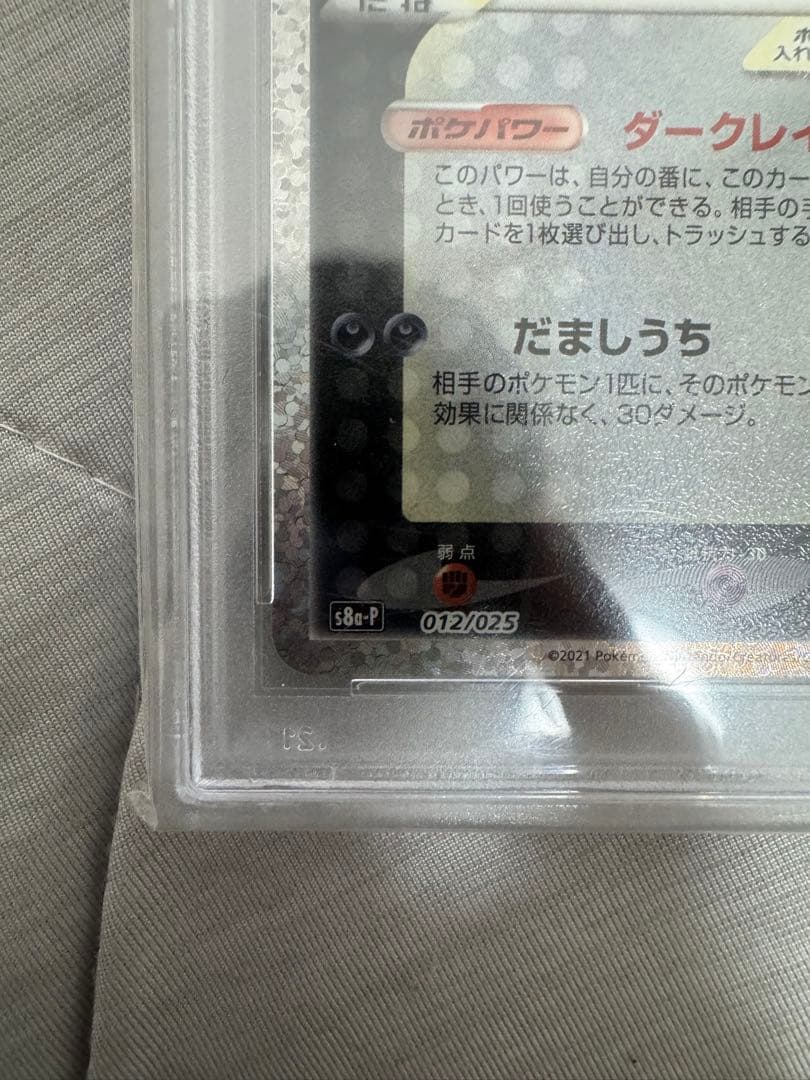 ポ
入れ
ポケパワー ダークレイ
このパワーは、自分の番に、このカー
とき、1回使うことができる。相手の手
カードを1枚選び出し、トラッシュする
だましうち
相手のポケモン1匹に、そのポケモン
効果に関係なく、30ダメージ。
弱点
s8a-P 012/025
©2021 Pokémon